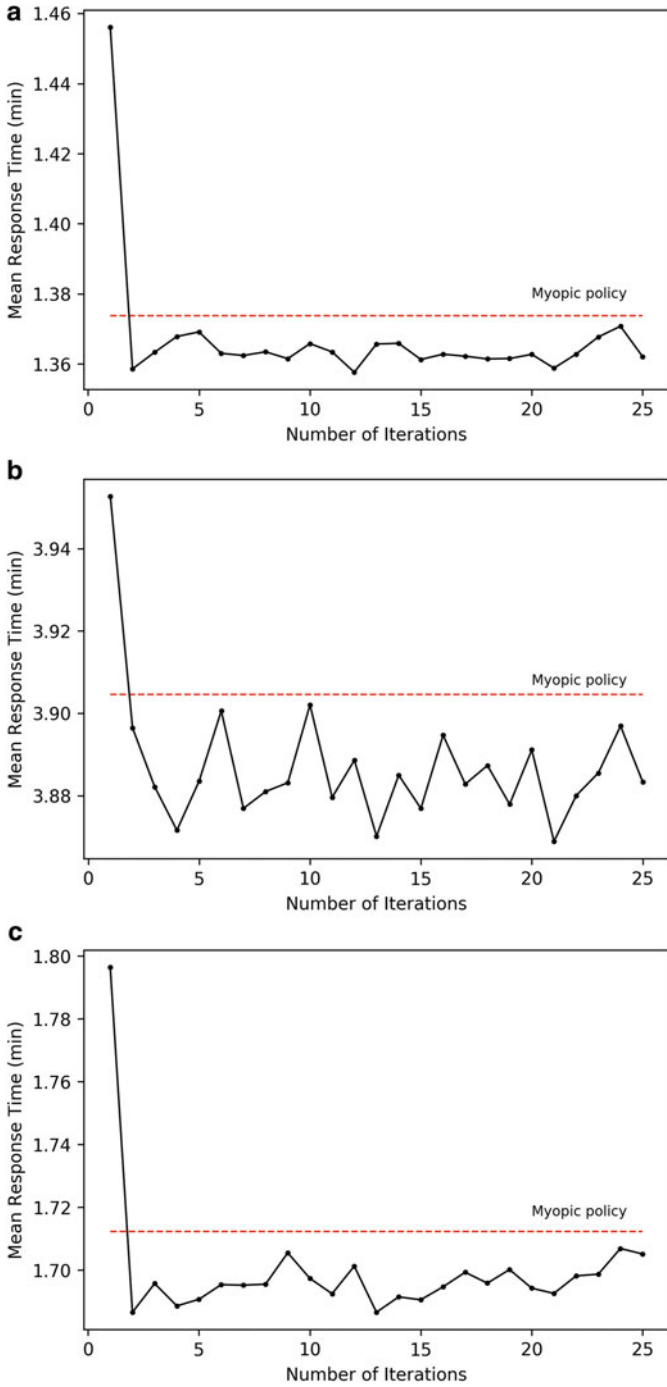 a
1.46
1.44
1.42
1.40
1.38
1.36
Mean Response Time (min)
Myopic policy
0 5 10 15 20 25
Number of Iterations
b
3.94
3.92
3.90
3.88
Mean Response Time (min)
Myopic policy
0 5 10 15 20 25
Number of Iterations
c
1.80
1.78
1.76
1.74
1.72
1.70
Mean Response Time (min)
Myopic policy
0 5 10 15 20 25
Number of Iterations